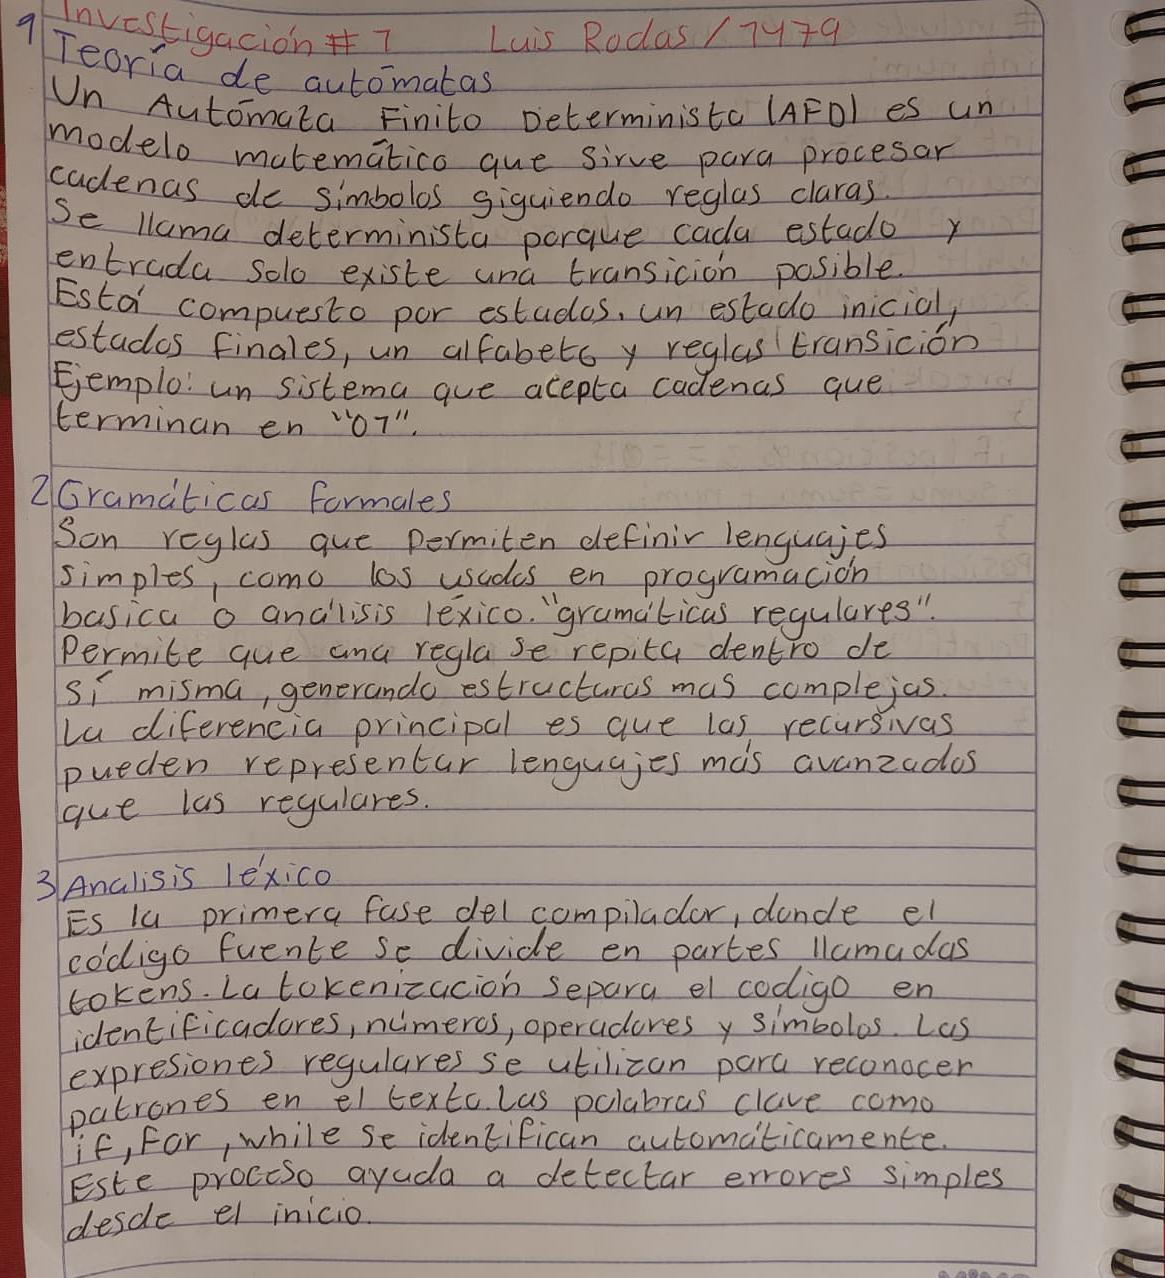 Investigación # 1 Luis Rodas / 7479
1 Teoría de autómatas
Un Autómata Finito Determinista (AFD) es un
modelo matemático que sirve para procesar
cadenas de símbolos siguiendo reglas claras.
Se llama determinista porque cada estado y
entrada solo existe una transición posible.
Está compuesto por estados, un estado inicial,
estados finales, un alfabeto y reglas transición
Ejemplo: un sistema que acepta cadenas que
terminan en "01".
2 Gramáticas formales
Son reglas que permiten definir lenguajes
simples, como los usados en programación
basica o análisis léxico. "gramáticas regulares".
Permite que una regla se repita dentro de
sí misma, generando estructuras mas complejas.
La diferencia principal es que las recursivas
pueden representar lenguajes más avanzados
que las regulares.
3 Analisis léxico
Es la primera fase del compilador, donde el
código fuente se divide en partes llamadas
tokens. La tokenización separa el codigo en
identificadores, números, operadores y símbolos. Las
expresiones regulares se utilizan para reconocer
patrones en el texto. Las palabras clave como
if, for, while se identifican automáticamente.
Este proceso ayuda a detectar errores simples
desde el inicio.